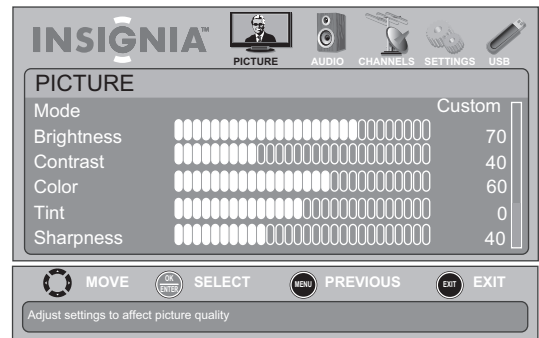 INSIGNIA™
PICTURE AUDIO CHANNELS SETTINGS USB
PICTURE
Mode Custom
Brightness 70
Contrast 40
Color 60
Tint 0
Sharpness 40
MOVE OK ENTER SELECT MENU PREVIOUS EXIT EXIT
Adjust settings to affect picture quality